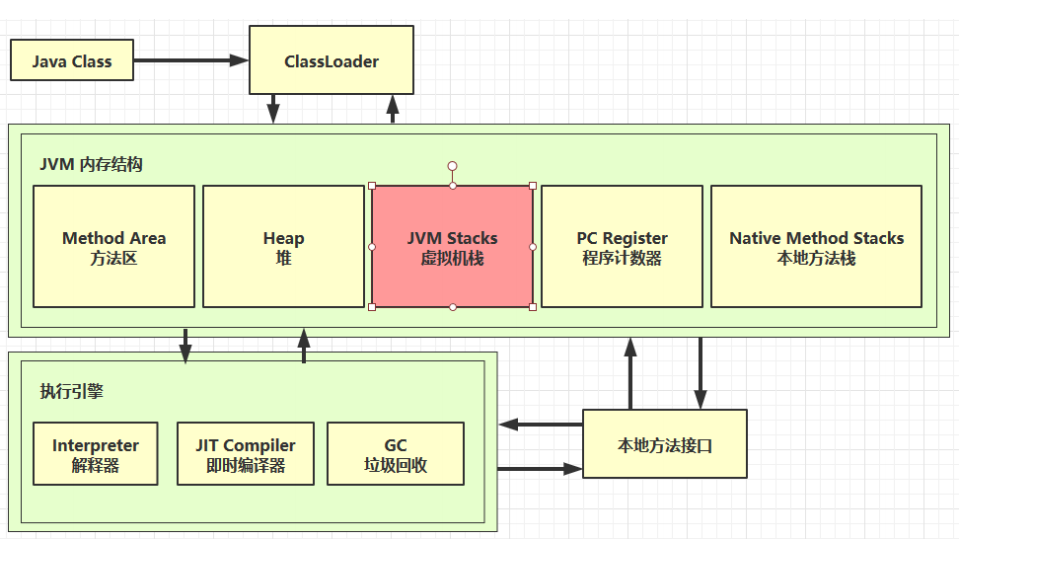 Java Class
ClassLoader
JVM 内存结构
Method Area
方法区
Heap
堆
JVM Stacks
虚拟机栈
PC Register
程序计数器
Native Method Stacks
本地方法栈
执行引擎
Interpreter
解释器
JIT Compiler
即时编译器
GC
垃圾回收
本地方法接口